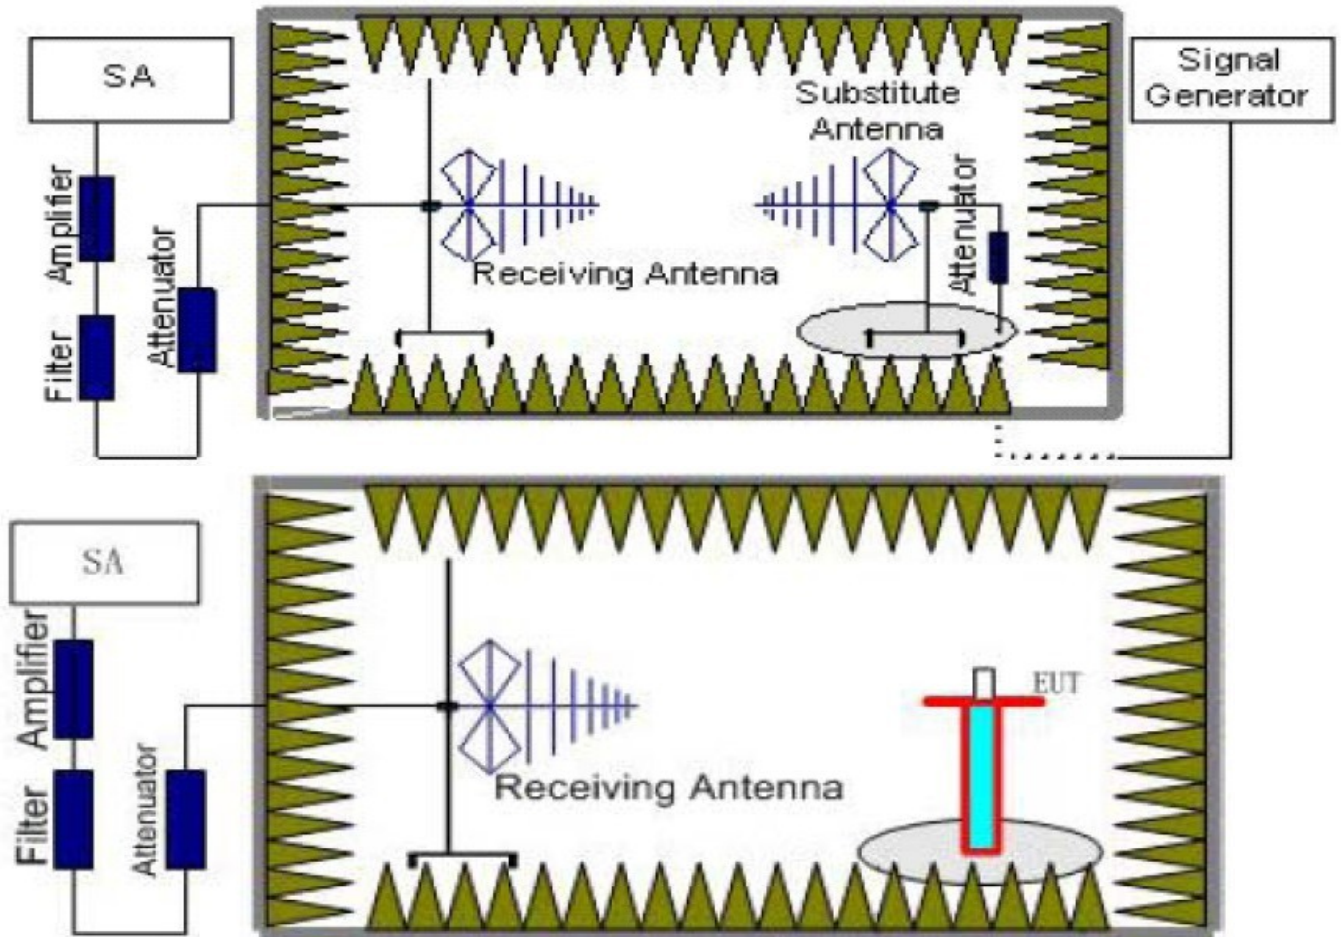 SA
Signal
Generator
Substitute
Antenna
Amplifier
Attenuator
Attenuator
Receiving Antenna
Filter
SA
Amplifier
EUT
Receiving Antenna
Attenuator
Filter